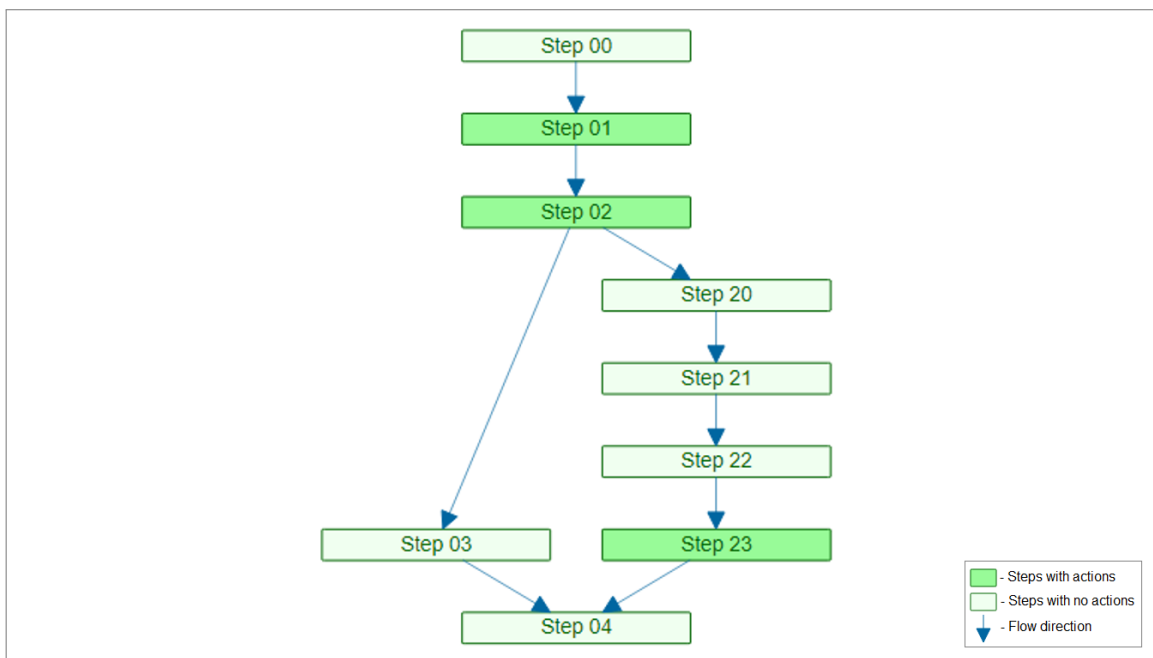 Step 00
Step 01
Step 02
Step 20
Step 21
Step 22
Step 03
Step 23
Step 04
- Steps with actions
- Steps with no actions
- Flow direction